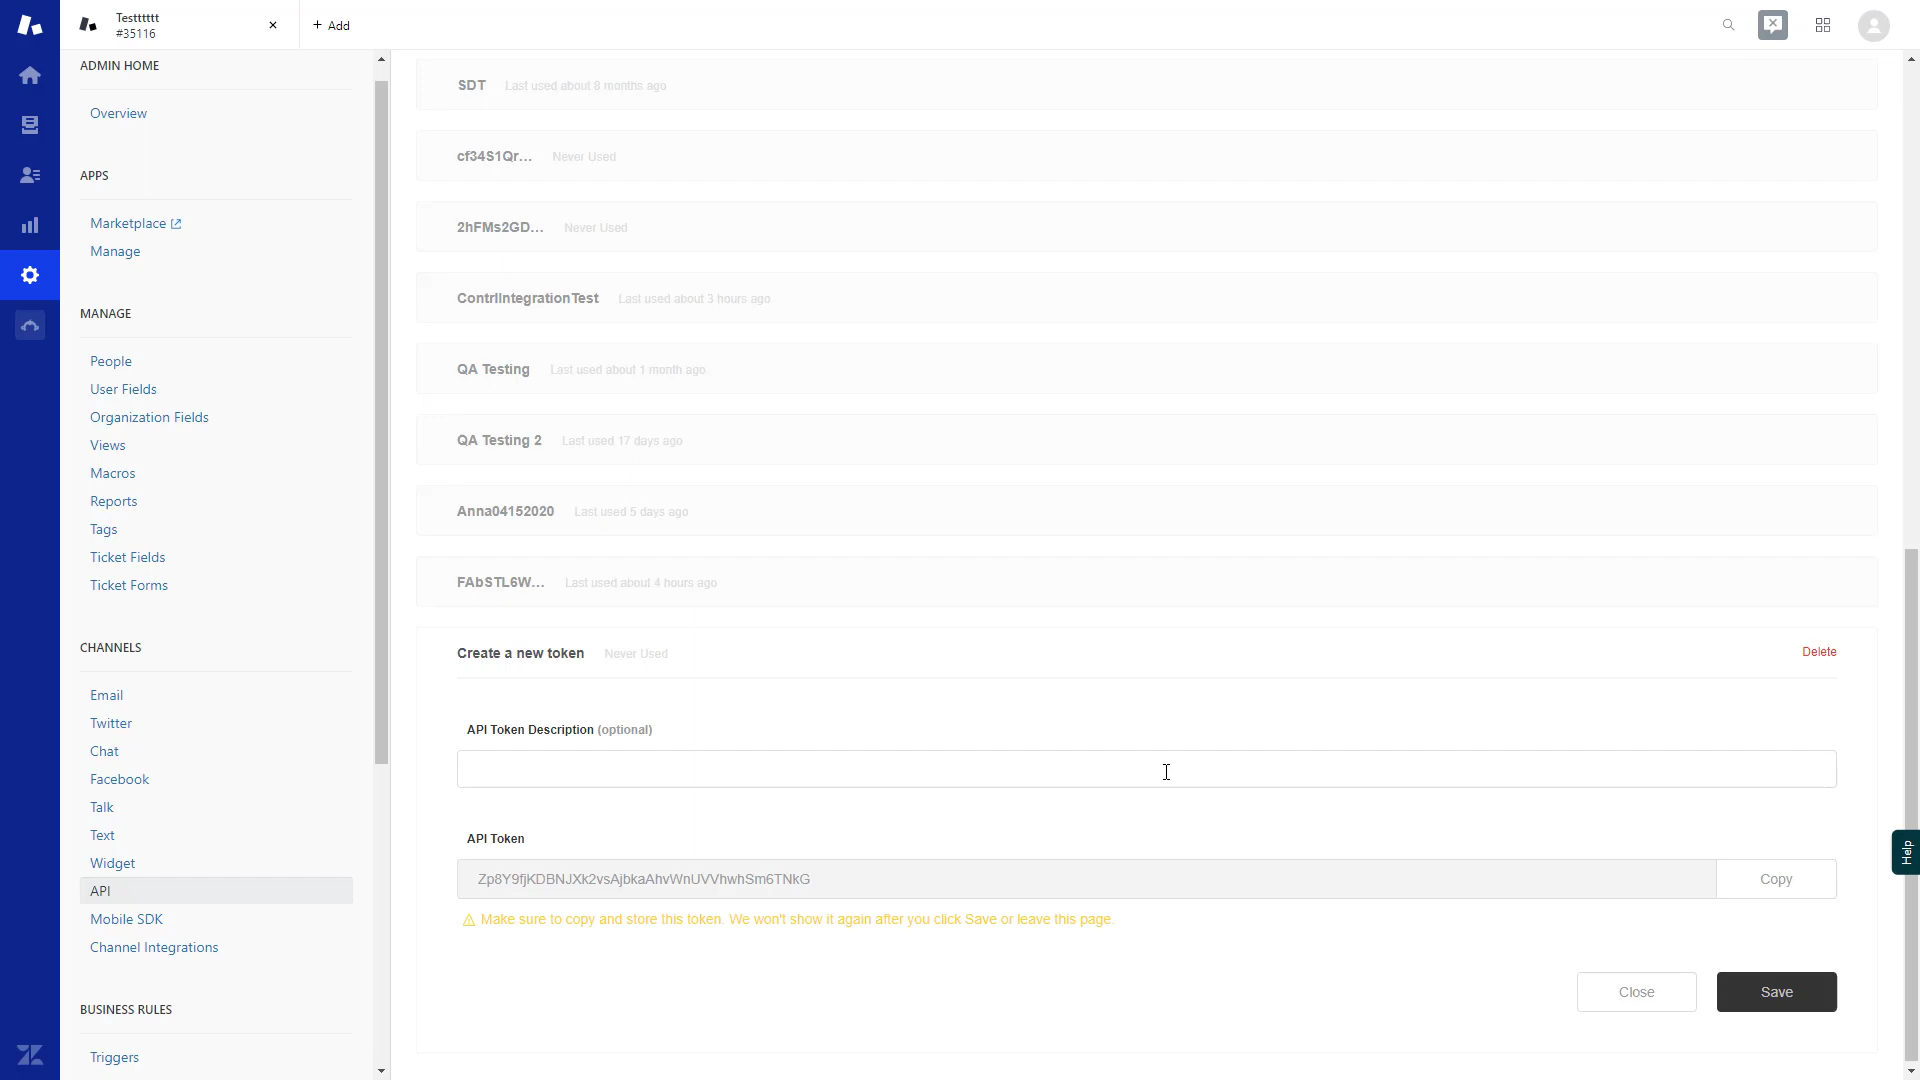 Testttttt
#35116
+ Add
ADMIN HOME
Overview
APPS
Marketplace
Manage
MANAGE
People
User Fields
Organization Fields
Views
Macros
Reports
Tags
Ticket Fields
Ticket Forms
CHANNELS
Email
Twitter
Chat
Facebook
Talk
Text
Widget
API
Mobile SDK
Channel Integrations
BUSINESS RULES
Triggers
SDT Last used about 8 months ago
cf34S1Qr... Never Used
2hFMs2GD... Never Used
ContrlIntegrationTest Last used about 3 hours ago
QA Testing Last used about 1 month ago
QA Testing 2 Last used 17 days ago
Anna04152020 Last used 5 days ago
FAbSTL6W... Last used about 4 hours ago
Create a new token Never Used Delete
API Token Description (optional)
API Token
Zp8Y9fjKDBNJXk2vsAjbkaAhvWnUVVhwhSm6TNkG Copy
Make sure to copy and store this token. We won't show it again after you click Save or leave this page.
Close Save
Help